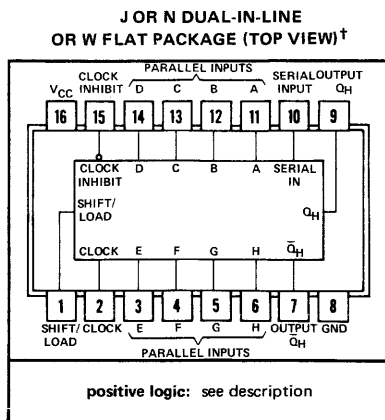 J OR N DUAL-IN-LINE
OR W FLAT PACKAGE (TOP VIEW)†
PARALLEL INPUTS
CLOCK INHIBIT
SERIAL INPUT
OUTPUT QH
VCC D C B A
16 15 14 13 12 11 10 9
CLOCK INHIBIT D C B A SERIAL IN
SHIFT/LOAD
QH
CLOCK E F G H Q̅H
1 2 3 4 5 6 7 8
SHIFT/LOAD CLOCK E F G H OUTPUT Q̅H GND
PARALLEL INPUTS
positive logic: see description